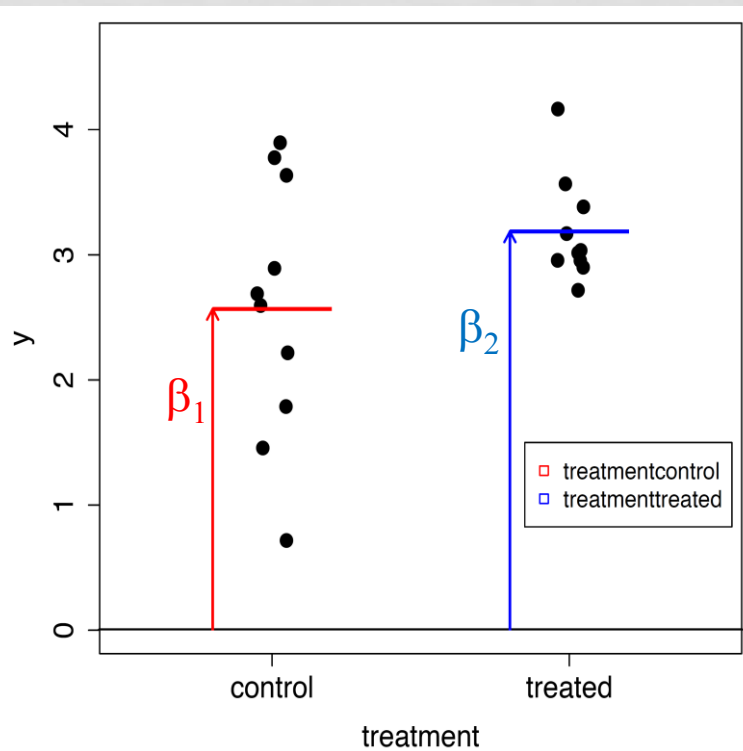 4
3
2
1
0
y
β1
β2
treatmentcontrol
treatmenttreated
control
treated
treatment